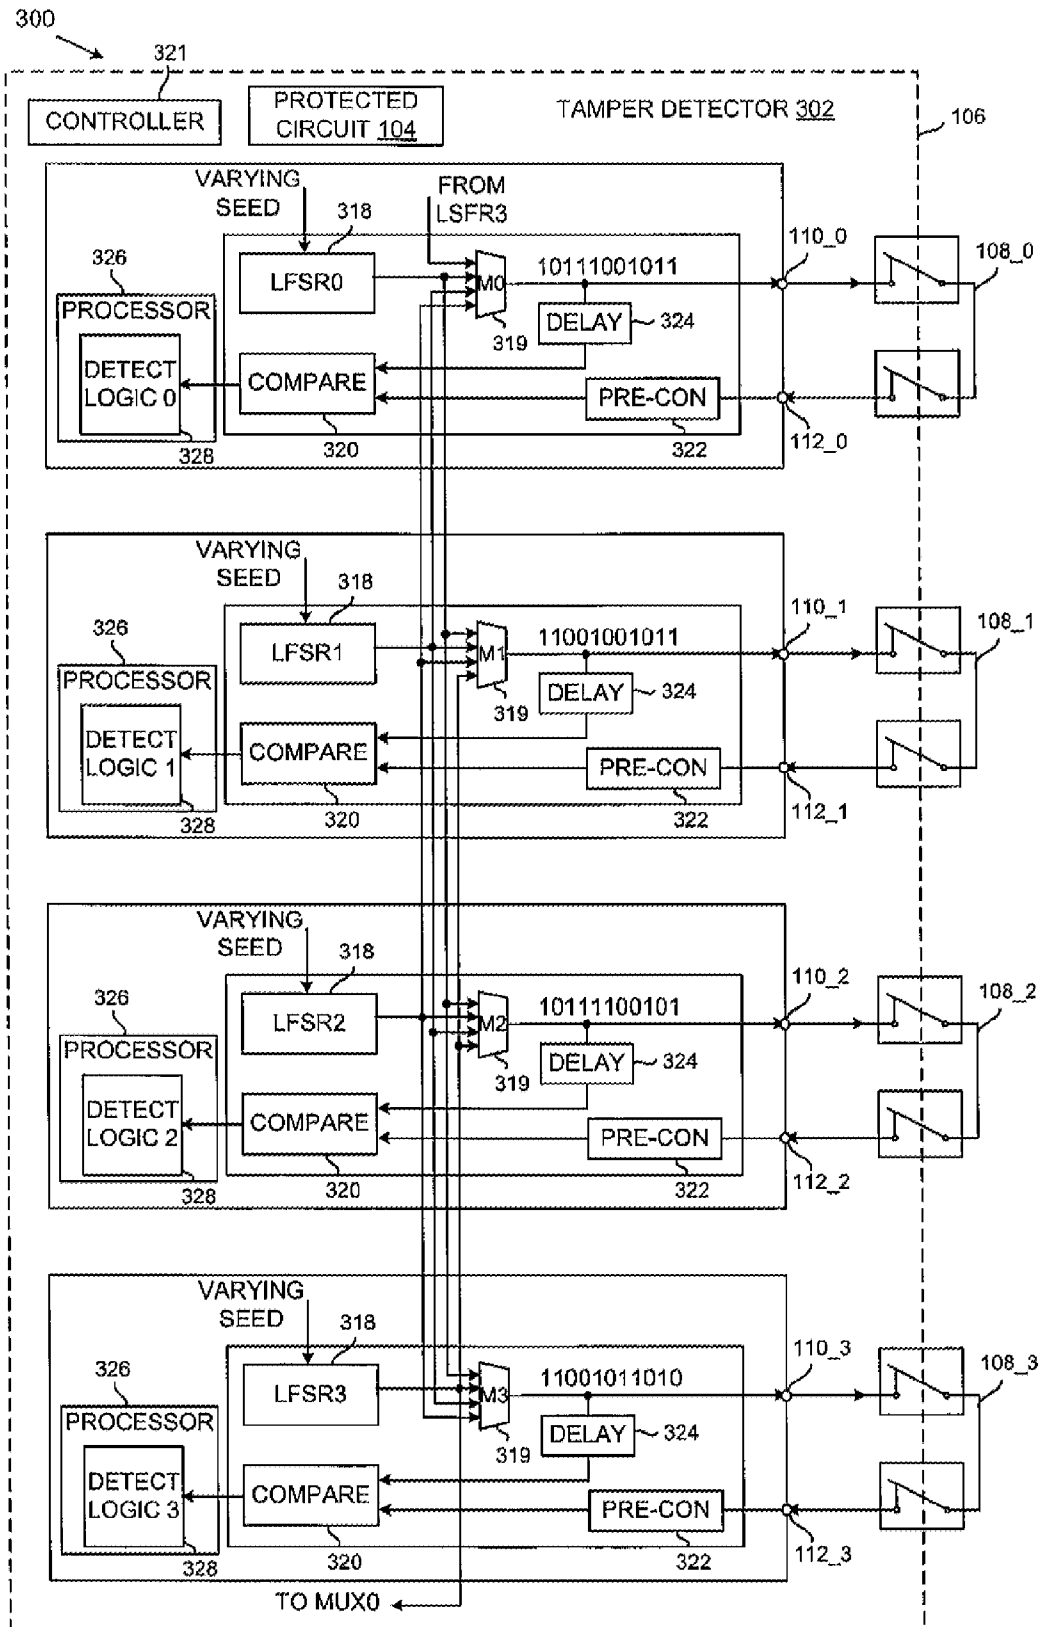 300
321
CONTROLLER
PROTECTED
CIRCUIT 104
TAMPER DETECTOR 302
106
VARYING
SEED
FROM
LSFR3
318
110_0
326
LFSR0
M0
10111001011
108_0
PROCESSOR
319
DELAY
324
DETECT
LOGIC 0
COMPARE
PRE-CON
328
320
322
112_0
VARYING
SEED
318
110_1
326
LFSR1
M1
11001001011
108_1
PROCESSOR
319
DELAY
324
DETECT
LOGIC 1
COMPARE
PRE-CON
328
320
322
112_1
VARYING
SEED
318
110_2
326
LFSR2
M2
10111100101
108_2
PROCESSOR
319
DELAY
324
DETECT
LOGIC 2
COMPARE
PRE-CON
328
320
322
112_2
VARYING
SEED
318
110_3
326
LFSR3
M3
11001011010
108_3
PROCESSOR
319
DELAY
324
DETECT
LOGIC 3
COMPARE
PRE-CON
328
320
322
112_3
TO MUX0